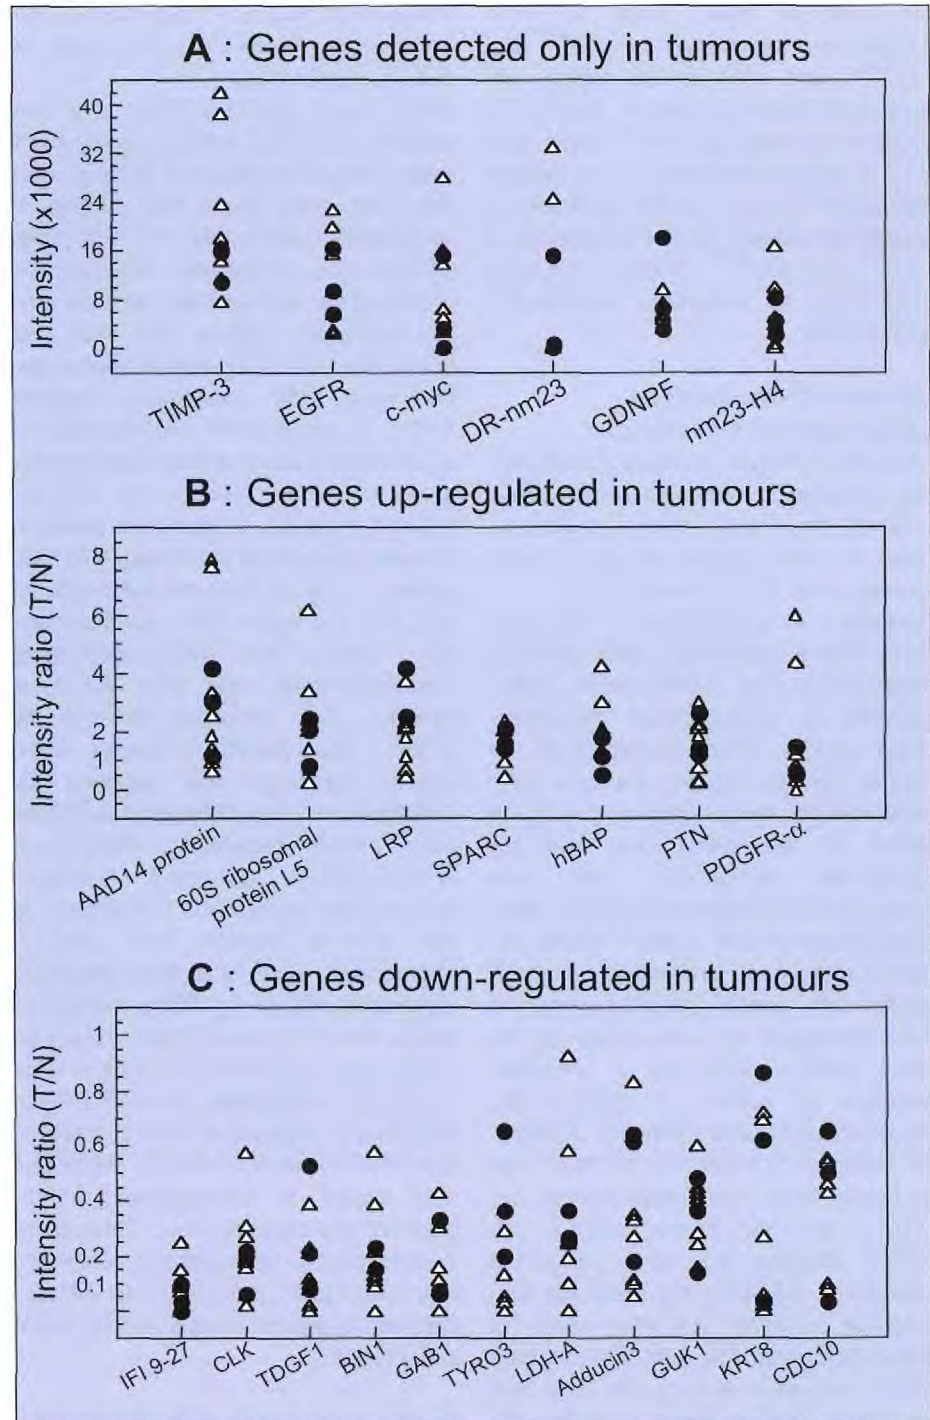 A : Genes detected only in tumours
Intensity (x1000)
40
32
24
16
8
0
TIMP-3
EGFR
c-myc
DR-nm23
GDNPF
nm23-H4
B : Genes up-regulated in tumours
Intensity ratio (T/N)
8
6
4
2
0
AAD14 protein
60S ribosomal
protein L5
LRP
SPARC
hBAP
PTN
PDGFR-α
C : Genes down-regulated in tumours
Intensity ratio (T/N)
1
0.8
0.6
0.4
0.2
0.1
IFI 9-27
CLK
TDGF1
BIN1
GAB1
TYRO3
LDH-A
Adducin3
GUK1
KRT8
CDC10